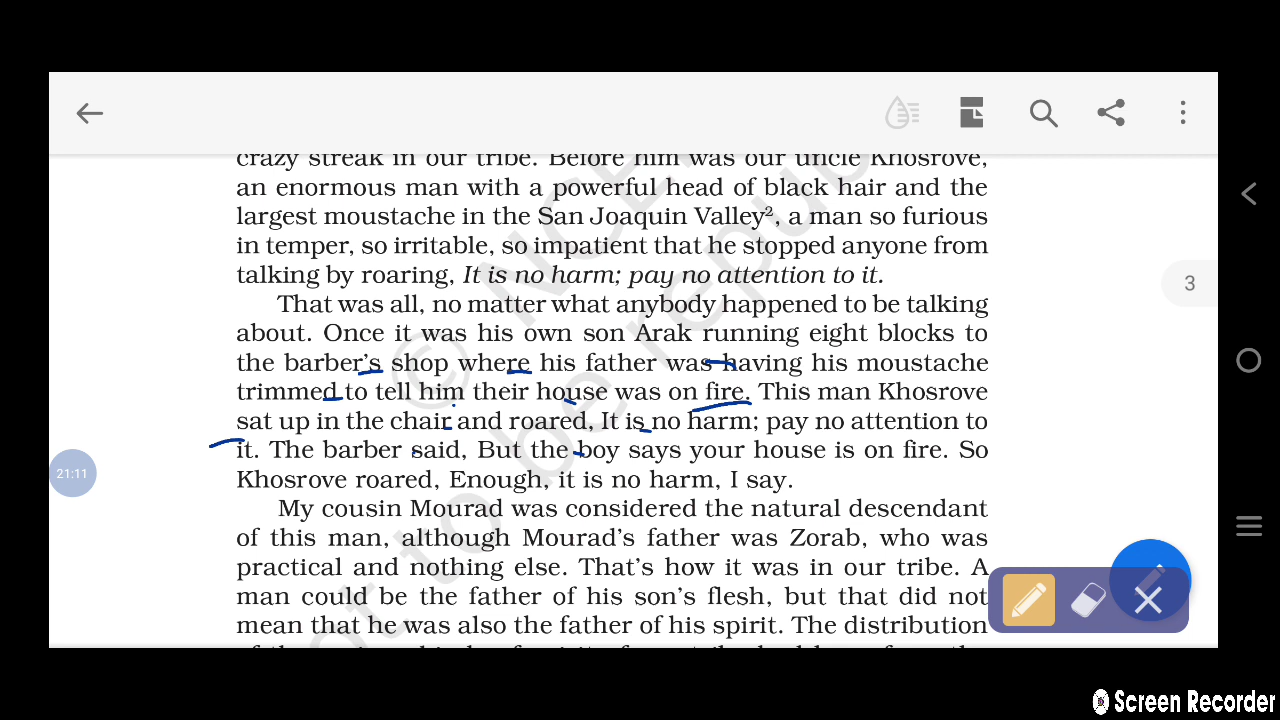 crazy streak in our tribe. Before him was our uncle Khosrove,
an enormous man with a powerful head of black hair and the
largest moustache in the San Joaquin Valley², a man so furious
in temper, so irritable, so impatient that he stopped anyone from
talking by roaring, It is no harm; pay no attention to it.
That was all, no matter what anybody happened to be talking
about. Once it was his own son Arak running eight blocks to
the barber's shop where his father was having his moustache
trimmed to tell him their house was on fire. This man Khosrove
sat up in the chair and roared, It is no harm; pay no attention to
it. The barber said, But the boy says your house is on fire. So
Khosrove roared, Enough, it is no harm, I say.
My cousin Mourad was considered the natural descendant
of this man, although Mourad's father was Zorab, who was
practical and nothing else. That's how it was in our tribe. A
man could be the father of his son's flesh, but that did not
mean that he was also the father of his spirit. The distribution
3
21:11
Screen Recorder